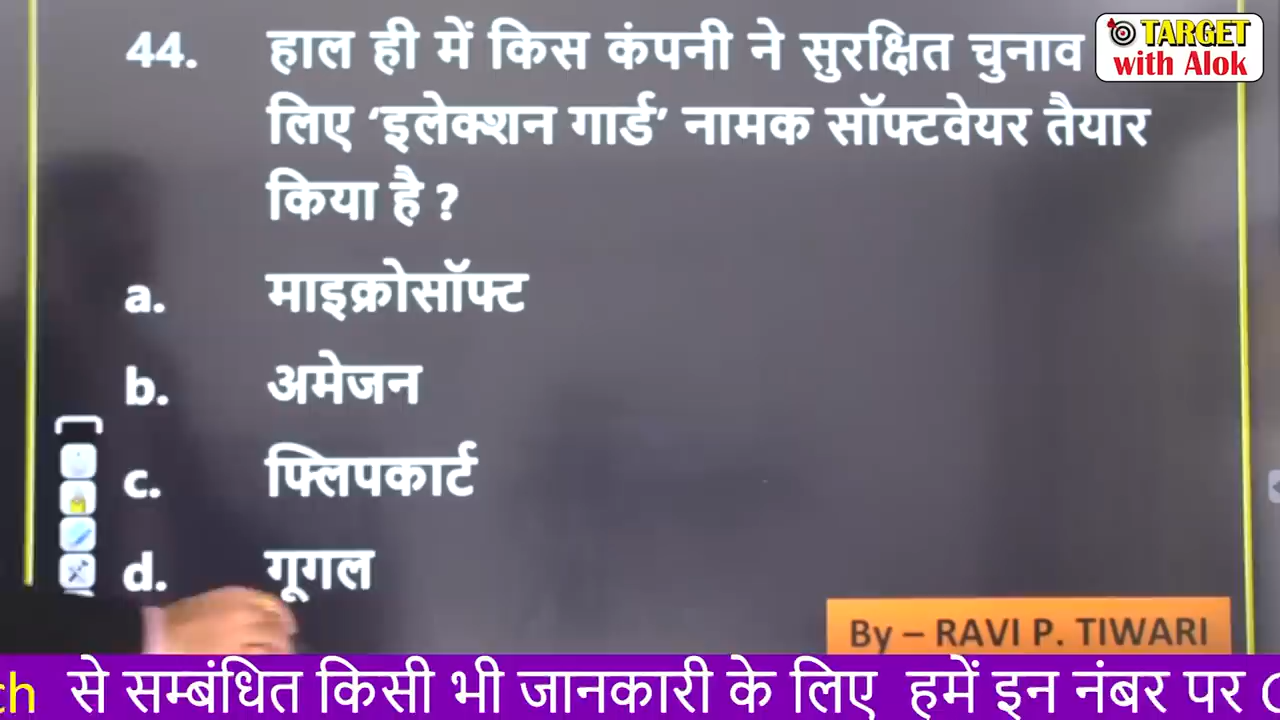 44. हाल ही में किस कंपनी ने सुरक्षित चुनाव
TARGET
with Alok
लिए ‘इलेक्शन गार्ड’ नामक सॉफ्टवेयर तैयार
किया है ?
a. माइक्रोसॉफ्ट
b. अमेजन
c. फ्लिपकार्ट
d. गूगल
By – RAVI P. TIWARI
से सम्बंधित किसी भी जानकारी के लिए हमें इन नंबर पर